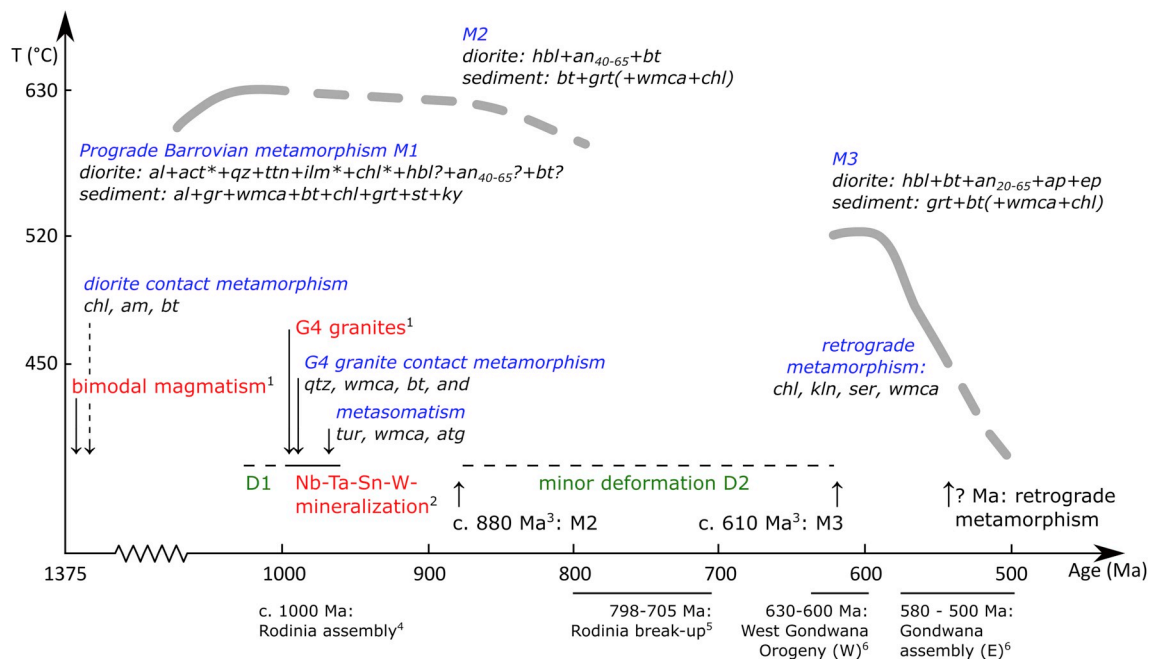 T (°C)
630
520
450
M2
diorite: hbl+an40-65+bt
sediment: bt+grt(+wmca+chl)
Prograde Barrovian metamorphism M1
diorite: al+act*+qz+ttn+ilm*+chl*+hbl?+an40-65?+bt?
sediment: al+gr+wmca+bt+chl+grt+st+ky
M3
diorite: hbl+bt+an20-65+ap+ep
sediment: grt+bt(+wmca+chl)
diorite contact metamorphism
chl, am, bt
G4 granites1
bimodal magmatism1
G4 granite contact metamorphism
qtz, wmca, bt, and
metasomatism
tur, wmca, atg
retrograde
metamorphism:
chl, kln, ser, wmca
D1
Nb-Ta-Sn-W-
mineralization2
minor deformation D2
c. 880 Ma3: M2
c. 610 Ma3: M3
? Ma: retrograde
metamorphism
1375
1000
900
800
700
600
500
Age (Ma)
c. 1000 Ma:
Rodinia assembly4
798-705 Ma:
Rodinia break-up5
630-600 Ma:
West Gondwana
Orogeny (W)6
580 - 500 Ma:
Gondwana
assembly (E)6